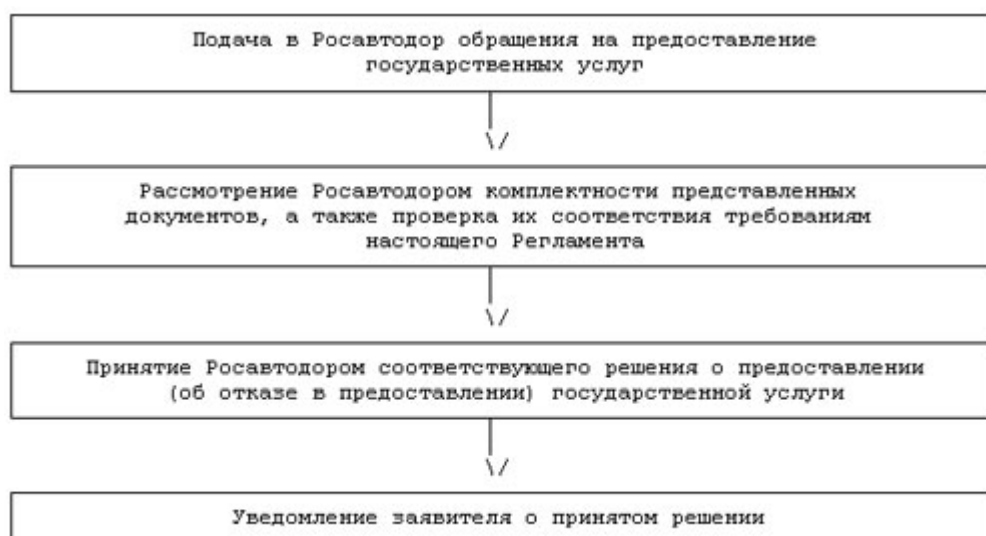 Подача в Росавтодор обращения на предоставление
государственных услуг
Рассмотрение Росавтодором комплектности представленных
документов, а также проверка их соответствия требованиям
настоящего Регламента
Принятие Росавтодором соответствующего решения о предоставлении
(об отказе в предоставлении) государственной услуги
Уведомление заявителя о принятом решении